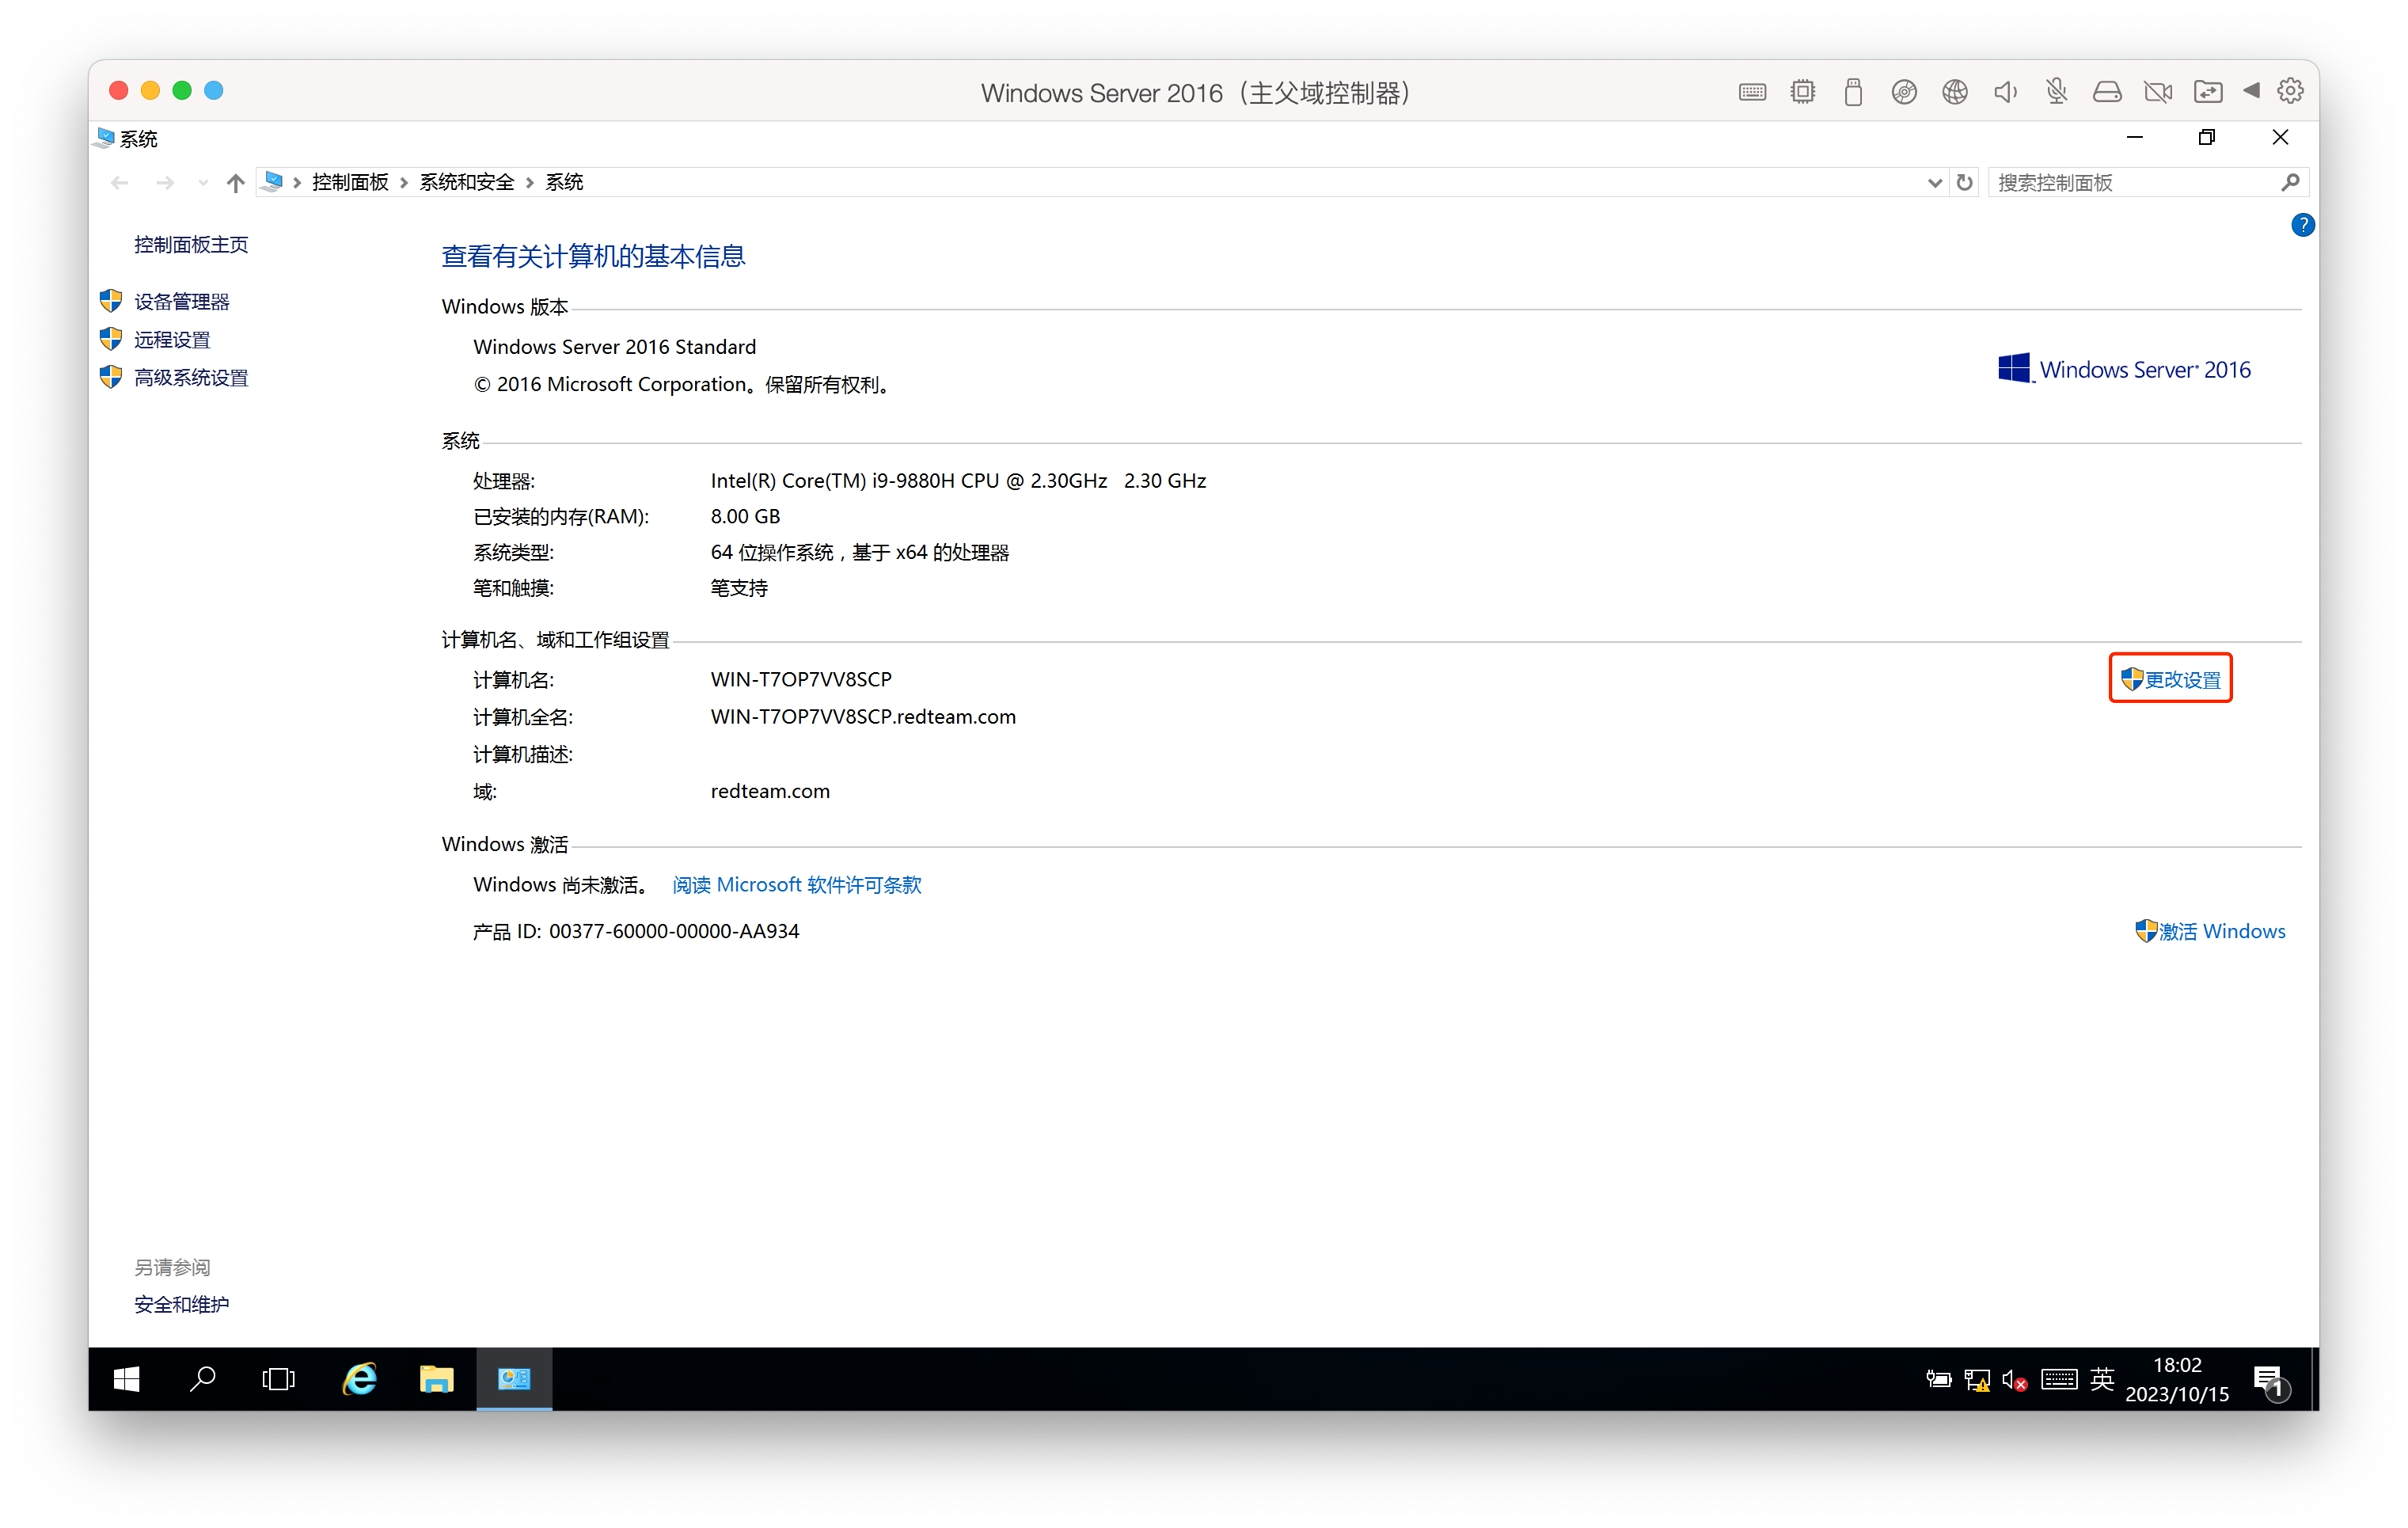 Windows Server 2016（主父域控制器）
系统
控制面板 系统和安全 系统
搜索控制面板
?
控制面板主页
设备管理器
远程设置
高级系统设置
查看有关计算机的基本信息
Windows 版本
Windows Server 2016 Standard
© 2016 Microsoft Corporation。保留所有权利。
Windows Server® 2016
系统
处理器: Intel(R) Core(TM) i9-9880H CPU @ 2.30GHz 2.30 GHz
已安装的内存(RAM): 8.00 GB
系统类型: 64 位操作系统，基于 x64 的处理器
笔和触摸: 笔支持
计算机名、域和工作组设置
计算机名: WIN-T7OP7VV8SCP
更改设置
计算机全名: WIN-T7OP7VV8SCP.redteam.com
计算机描述:
域: redteam.com
Windows 激活
Windows 尚未激活。 阅读 Microsoft 软件许可条款
产品 ID: 00377-60000-00000-AA934
激活 Windows
另请参阅
安全和维护
英
18:02
2023/10/15
1